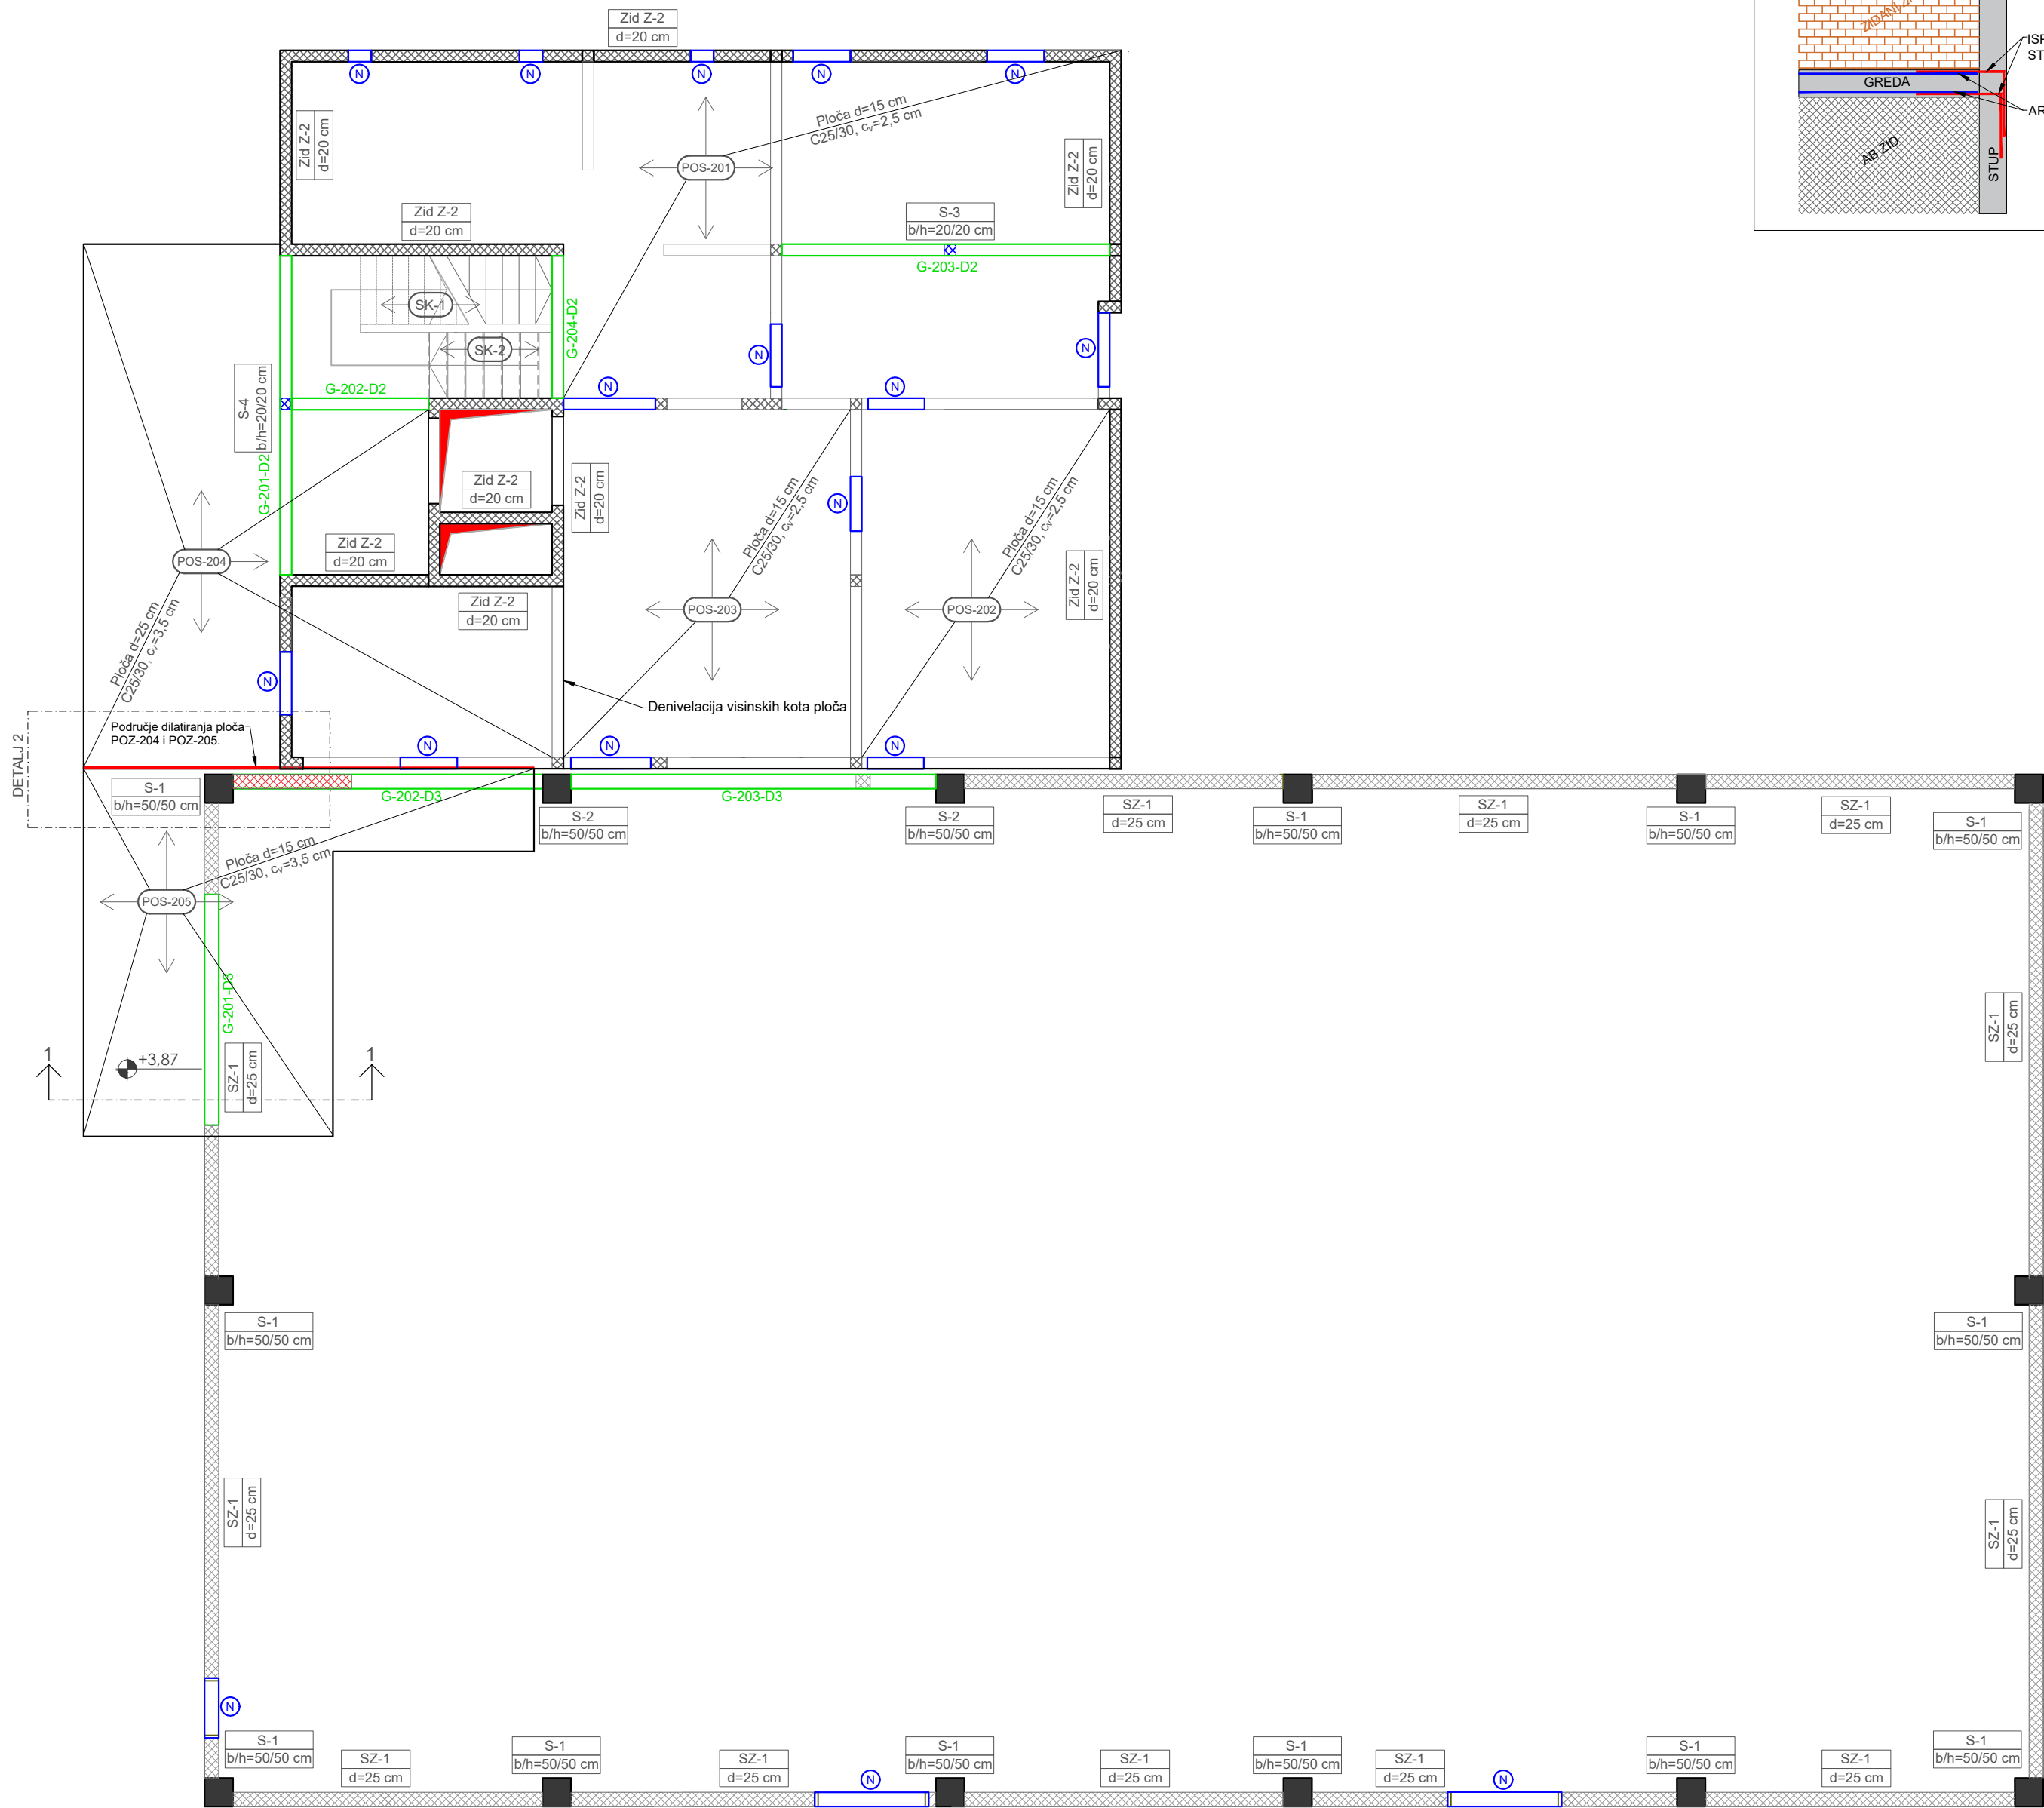 Zid Z-2
d=20 cm
ZIDANI
GREDA
AB ZID
STUP
N
N
N
N
N
Zid Z-2
d=20 cm
Ploča d=15 cm
C25/30, cᵥ=2,5 cm
POS-201
Zid Z-2
d=20 cm
Zid Z-2
d=20 cm
S-3
b/h=20/20 cm
G-203-D2
SK-1
SK-2
G-204-D2
N
N
S-4
b/h=20/20 cm
G-202-D2
N
N
G-201-D2
Zid Z-2
d=20 cm
Zid Z-2
d=20 cm
N
Ploča d=15 cm
C25/30, cᵥ=2,5 cm
Ploča d=15 cm
C25/30, cᵥ=2,5 cm
Zid Z-2
d=20 cm
POS-204
Zid Z-2
d=20 cm
Zid Z-2
d=20 cm
POS-203
POS-202
Ploča d=25 cm
C25/30, cᵥ=3,5 cm
N
Denivelacija visinskih kota ploča
Područje dilatiranja ploča
POZ-204 i POZ-205.
DETALJ 2
N
N
N
S-1
b/h=50/50 cm
G-202-D3
G-203-D3
S-2
b/h=50/50 cm
S-2
b/h=50/50 cm
SZ-1
d=25 cm
S-1
b/h=50/50 cm
SZ-1
d=25 cm
S-1
b/h=50/50 cm
SZ-1
d=25 cm
S-1
b/h=50/50 cm
Ploča d=15 cm
C25/30, cᵥ=3,5 cm
POS-205
G-201-D3
SZ-1
d=25 cm
1
+3,87
1
SZ-1
d=25 cm
S-1
b/h=50/50 cm
S-1
b/h=50/50 cm
SZ-1
d=25 cm
SZ-1
d=25 cm
N
S-1
b/h=50/50 cm
SZ-1
d=25 cm
S-1
b/h=50/50 cm
SZ-1
d=25 cm
N
S-1
b/h=50/50 cm
SZ-1
d=25 cm
S-1
b/h=50/50 cm
SZ-1
d=25 cm
N
S-1
b/h=50/50 cm
SZ-1
d=25 cm
S-1
b/h=50/50 cm